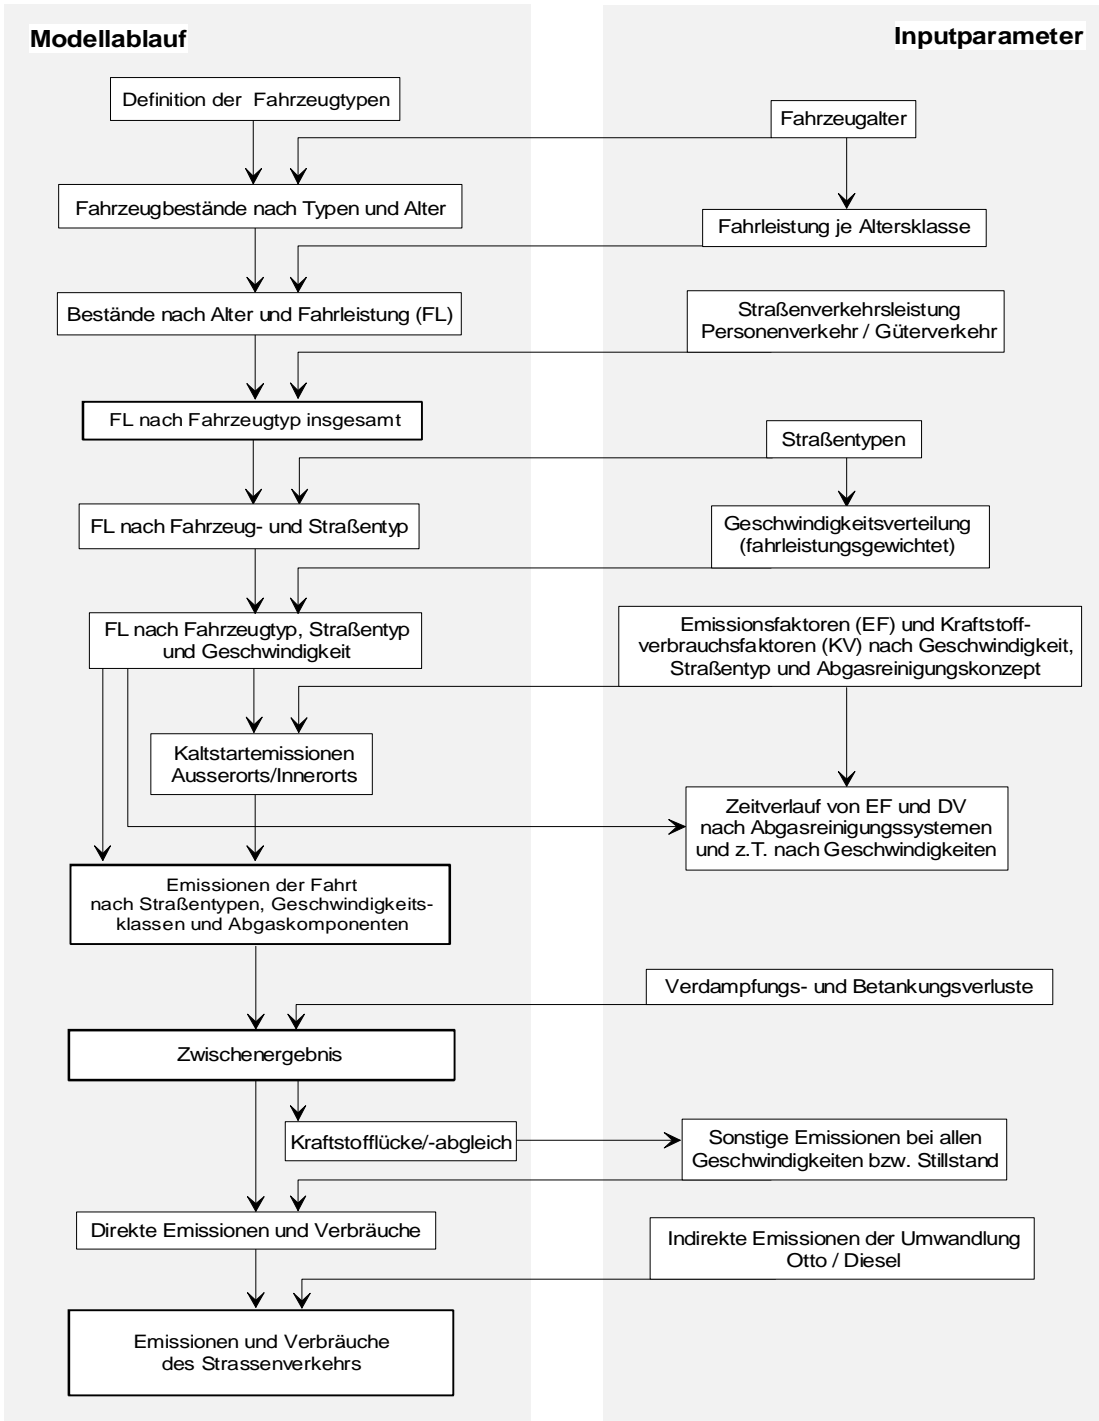 Modellablauf
Inputparameter
Definition der Fahrzeugtypen
Fahrzeugalter
Fahrzeugbestände nach Typen und Alter
Fahrleistung je Altersklasse
Bestände nach Alter und Fahrleistung (FL)
Straßenverkehrsleistung
Personenverkehr / Güterverkehr
FL nach Fahrzeugtyp insgesamt
Straßentypen
FL nach Fahrzeug- und Straßentyp
Geschwindigkeitsverteilung
(fahrleistungsgewichtet)
FL nach Fahrzeugtyp, Straßentyp
und Geschwindigkeit
Emissionsfaktoren (EF) und Kraftstoff-
verbrauchsfaktoren (KV) nach Geschwindigkeit,
Straßentyp und Abgasreinigungskonzept
Kaltstartemissionen
Ausserorts/Innerorts
Zeitverlauf von EF und DV
nach Abgasreinigungssystemen
und z.T. nach Geschwindigkeiten
Emissionen der Fahrt
nach Straßentypen, Geschwindigkeits-
klassen und Abgaskomponenten
Verdampfungs- und Betankungsverluste
Zwischenergebnis
Kraftstofflücke/-abgleich
Sonstige Emissionen bei allen
Geschwindigkeiten bzw. Stillstand
Direkte Emissionen und Verbräuche
Indirekte Emissionen der Umwandlung
Otto / Diesel
Emissionen und Verbräuche
des Strassenverkehrs